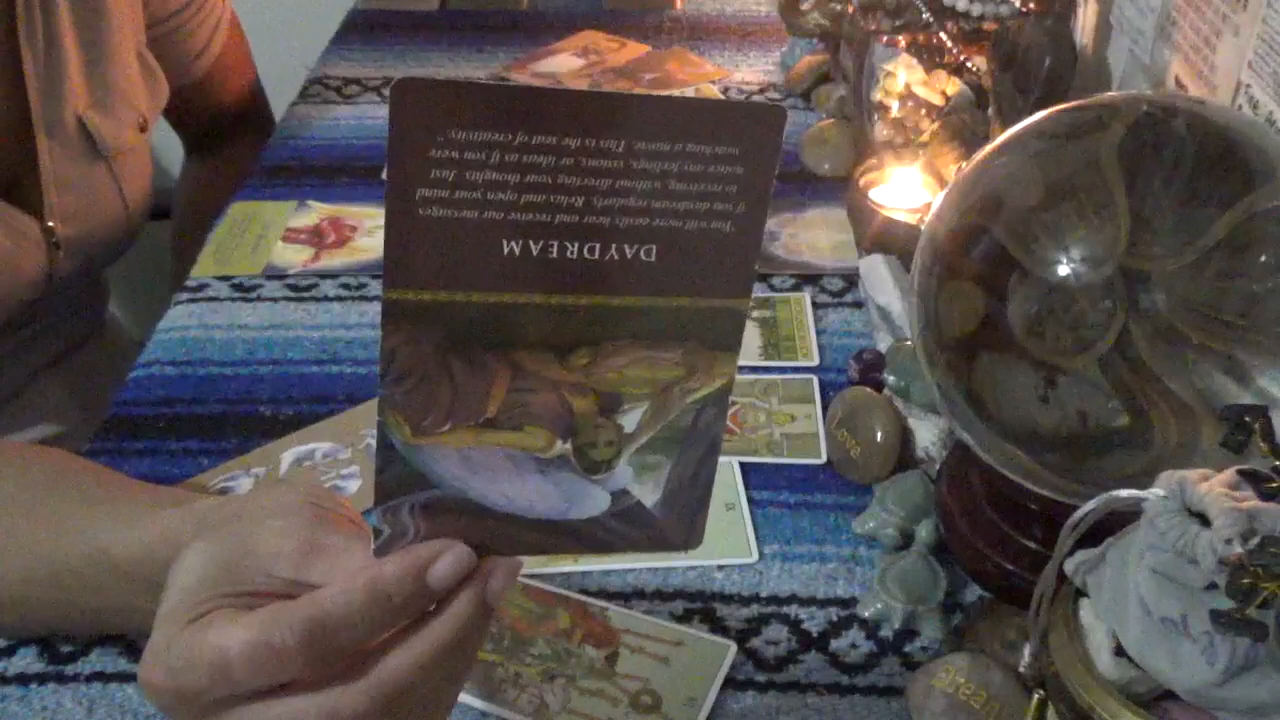 DAYDREAM
"You will more easily hear and receive our messages
if you daydream regularly. Relax and open your mind
to receiving, without directing your thoughts. Just
notice any feelings, visions, or ideas as if you were
watching a movie. This is the seat of creativity."
Love
Dream